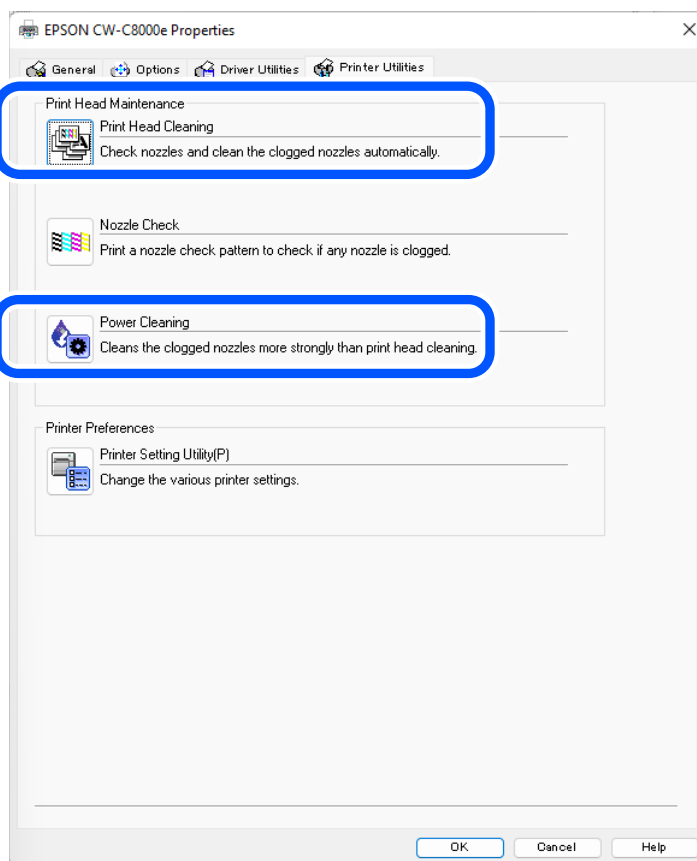 EPSON CW-C8000e Properties
General Options Driver Utilities Printer Utilities
Print Head Maintenance
Print Head Cleaning
Check nozzles and clean the clogged nozzles automatically.
Nozzle Check
Print a nozzle check pattern to check if any nozzle is clogged.
Power Cleaning
Cleans the clogged nozzles more strongly than print head cleaning.
Printer Preferences
Printer Setting Utility(P)
Change the various printer settings.
OK Cancel Help